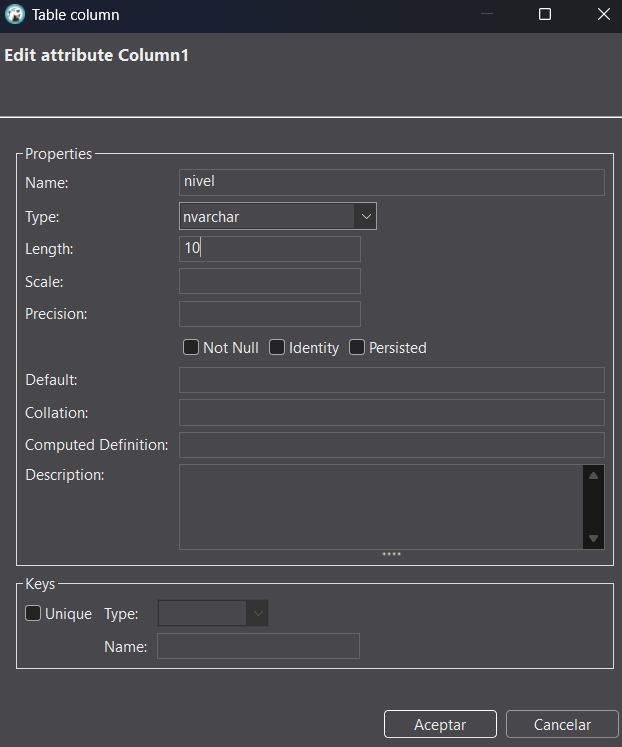 Table column
Edit attribute Column1
Properties
Name: nivel
Type: nvarchar
Length: 10
Scale:
Precision:
Not Null Identity Persisted
Default:
Collation:
Computed Definition:
Description:
Keys
Unique Type:
Name:
Aceptar Cancelar